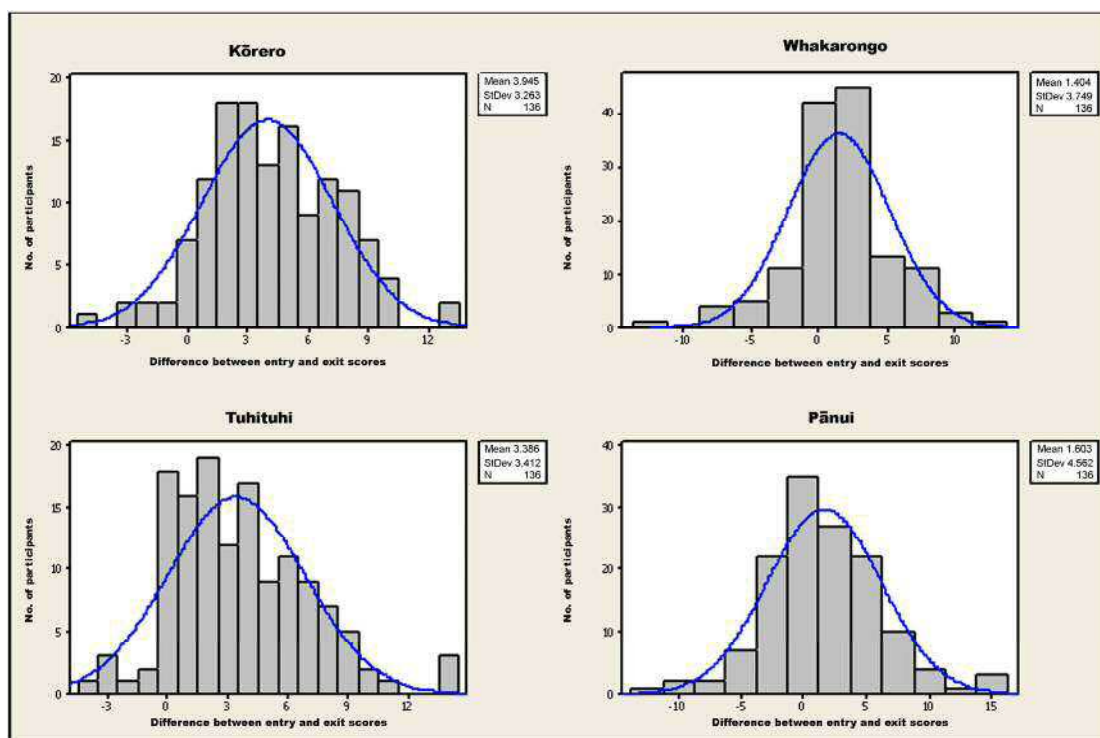 Kōrero
Mean 3.945
StDev 3.263
N 136
20
15
10
5
0
No. of participants
-3 0 3 6 9 12
Difference between entry and exit scores
Whakarongo
Mean 1.404
StDev 3.749
N 136
40
30
20
10
0
No. of participants
-10 -5 0 5 10
Difference between entry and exit scores
Tuhituhi
Mean 3.386
StDev 3.412
N 136
20
15
10
5
0
No. of participants
-3 0 3 6 9 12
Difference between entry and exit scores
Pānui
Mean 1.603
StDev 4.562
N 136
40
30
20
10
0
No. of participants
-10 -5 0 5 10 15
Difference between entry and exit scores